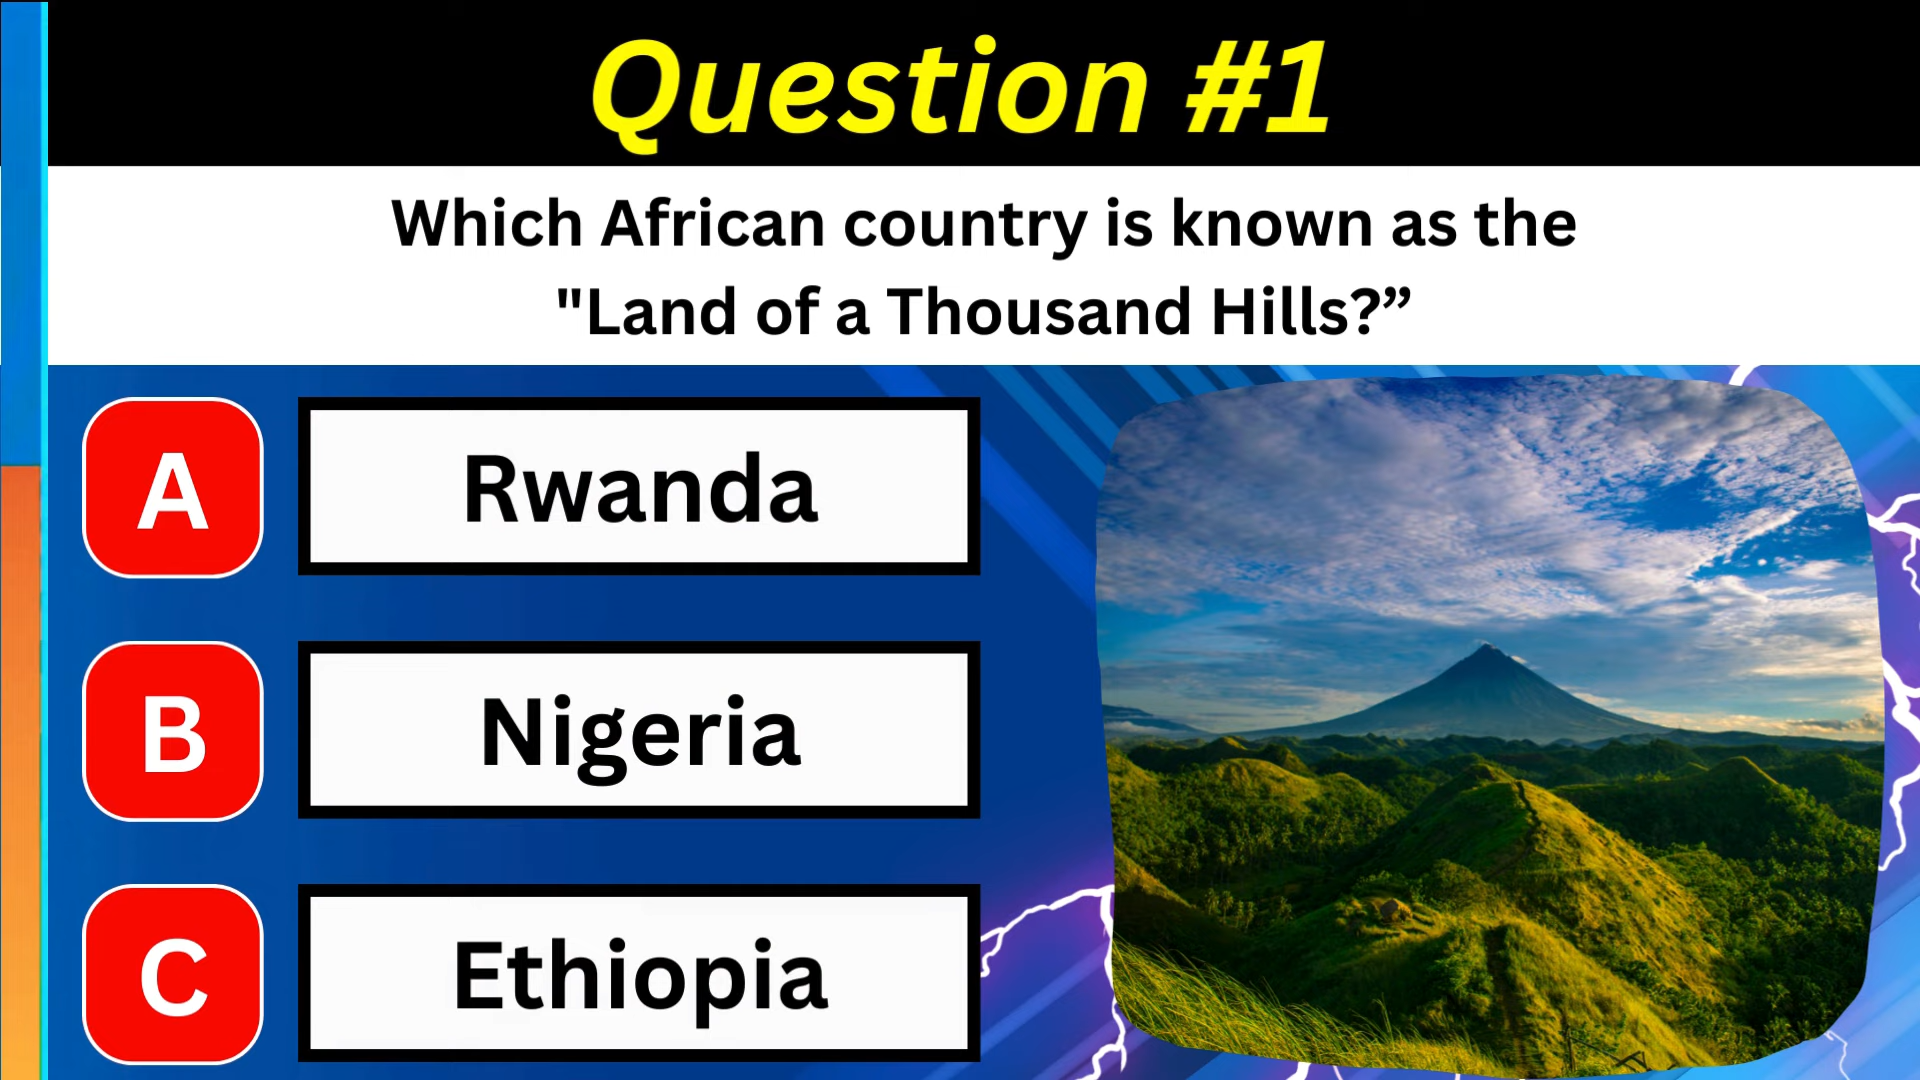 Question #1
Which African country is known as the
"Land of a Thousand Hills?”
A
Rwanda
B
Nigeria
C
Ethiopia